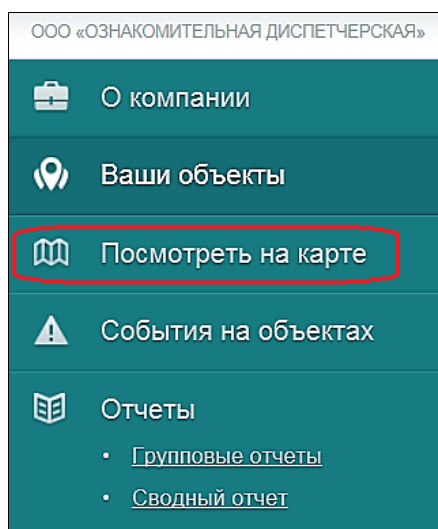 ООО «ОЗНАКОМИТЕЛЬНАЯ ДИСПЕТЧЕРСКАЯ»
О компании
Ваши объекты
Посмотреть на карте
События на объектах
Отчеты
• Групповые отчеты
• Сводный отчет